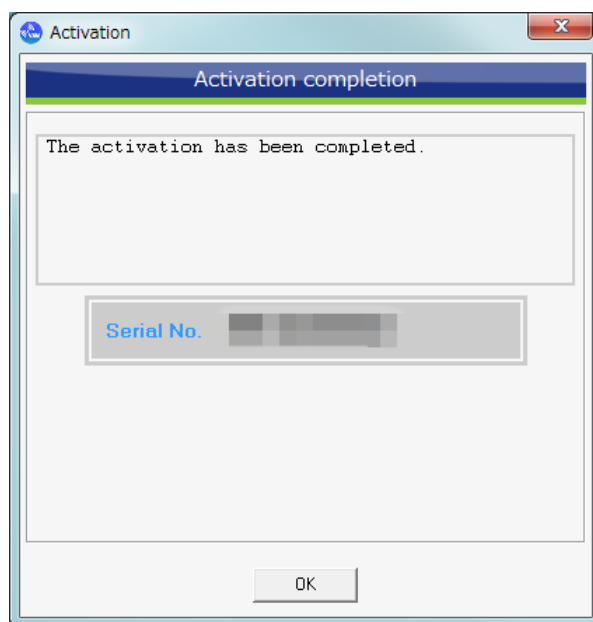 Activation
Activation completion
The activation has been completed.
Serial No.
OK